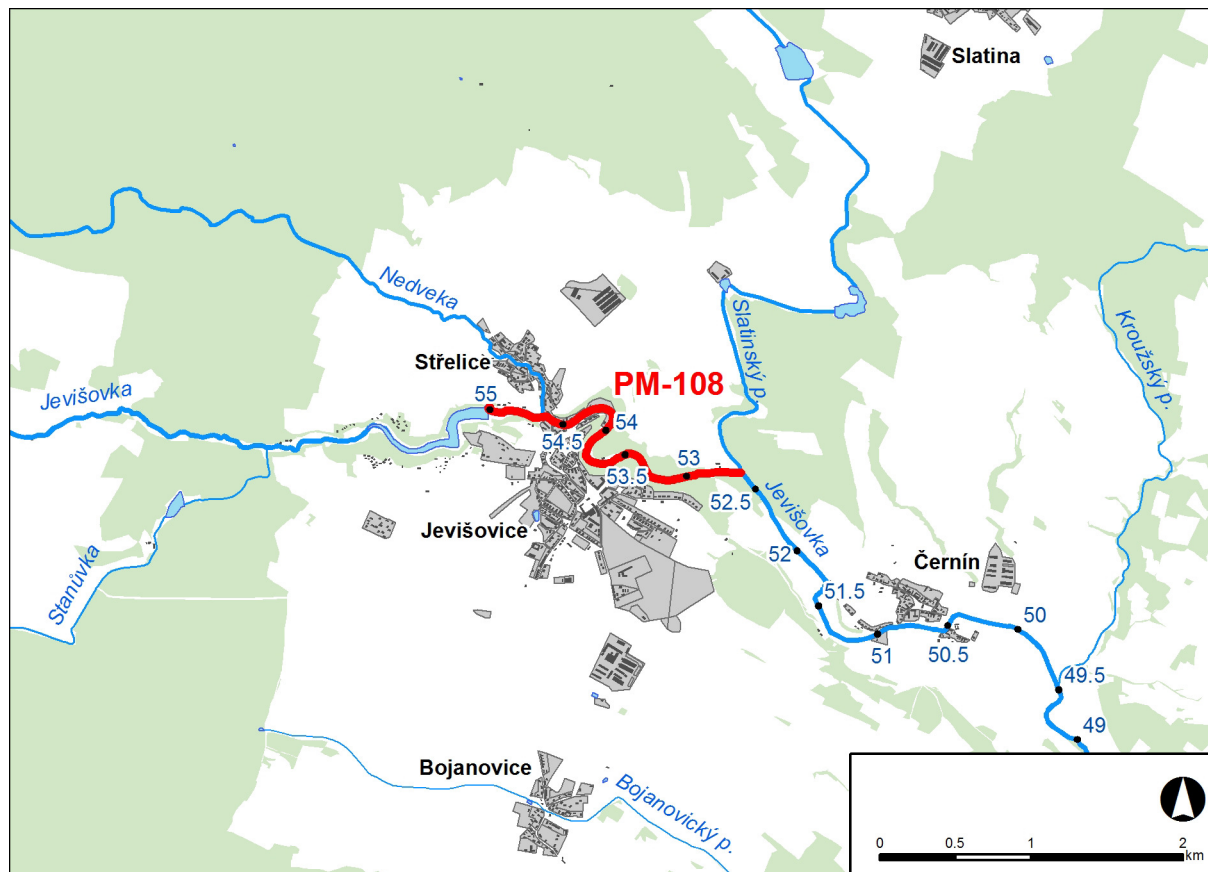 Slatina
Nedveka
Slatinský p.
Kroužský p.
Střelice
PM-108
Jevišovka
55
54
54.5
53.5
53
52.5
Jevišovice
Jevišovka
52
Černín
Stanůvka
51.5
51
50.5
50
49.5
49
Bojanovice
Bojanovický p.
0 0.5 1 2
km